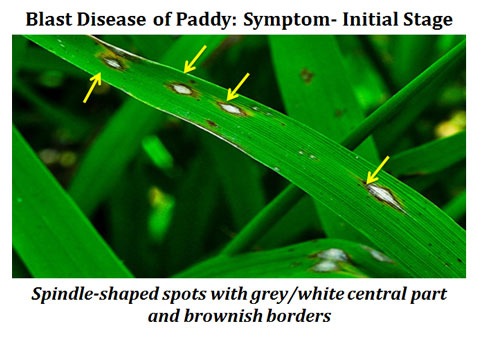 Blast Disease of Paddy: Symptom- Initial Stage
Spindle-shaped spots with grey/white central part
and brownish borders